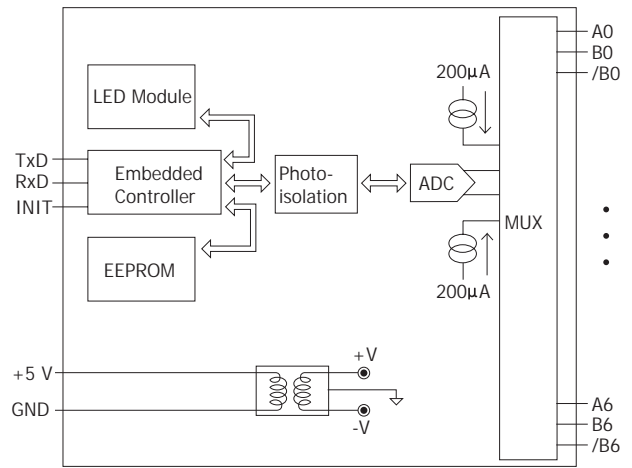 A0
B0
/B0
200µA
LED Module
TxD
RxD
INIT
Embedded
Controller
Photo-
isolation
ADC
MUX
EEPROM
200µA
+5 V
GND
+V
-V
A6
B6
/B6